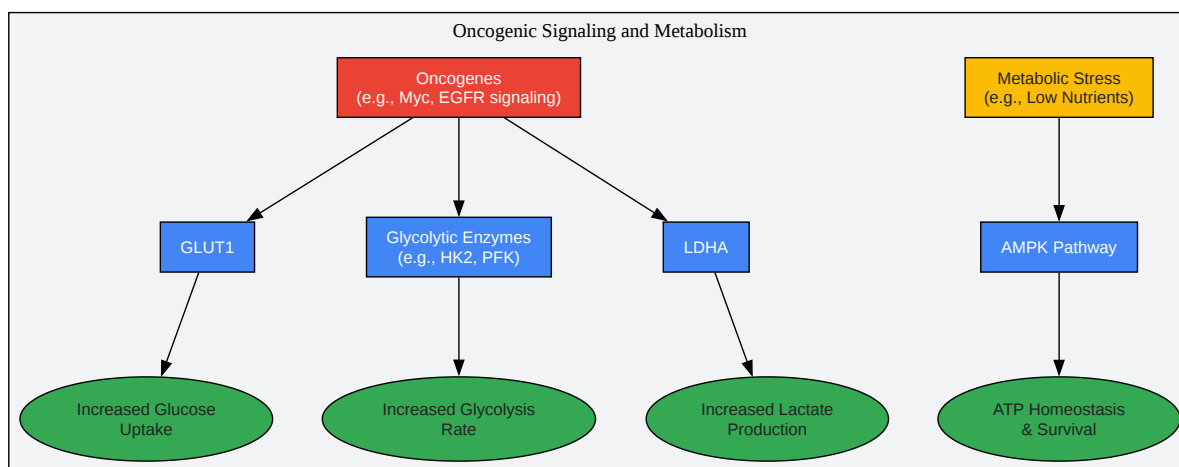 Oncogenic Signaling and Metabolism
Oncogenes
(e.g., Myc, EGFR signaling)
Metabolic Stress
(e.g., Low Nutrients)
GLUT1
Glycolytic Enzymes
(e.g., HK2, PFK)
LDHA
AMPK Pathway
Increased Glucose
Uptake
Increased Glycolysis
Rate
Increased Lactate
Production
ATP Homeostasis
& Survival